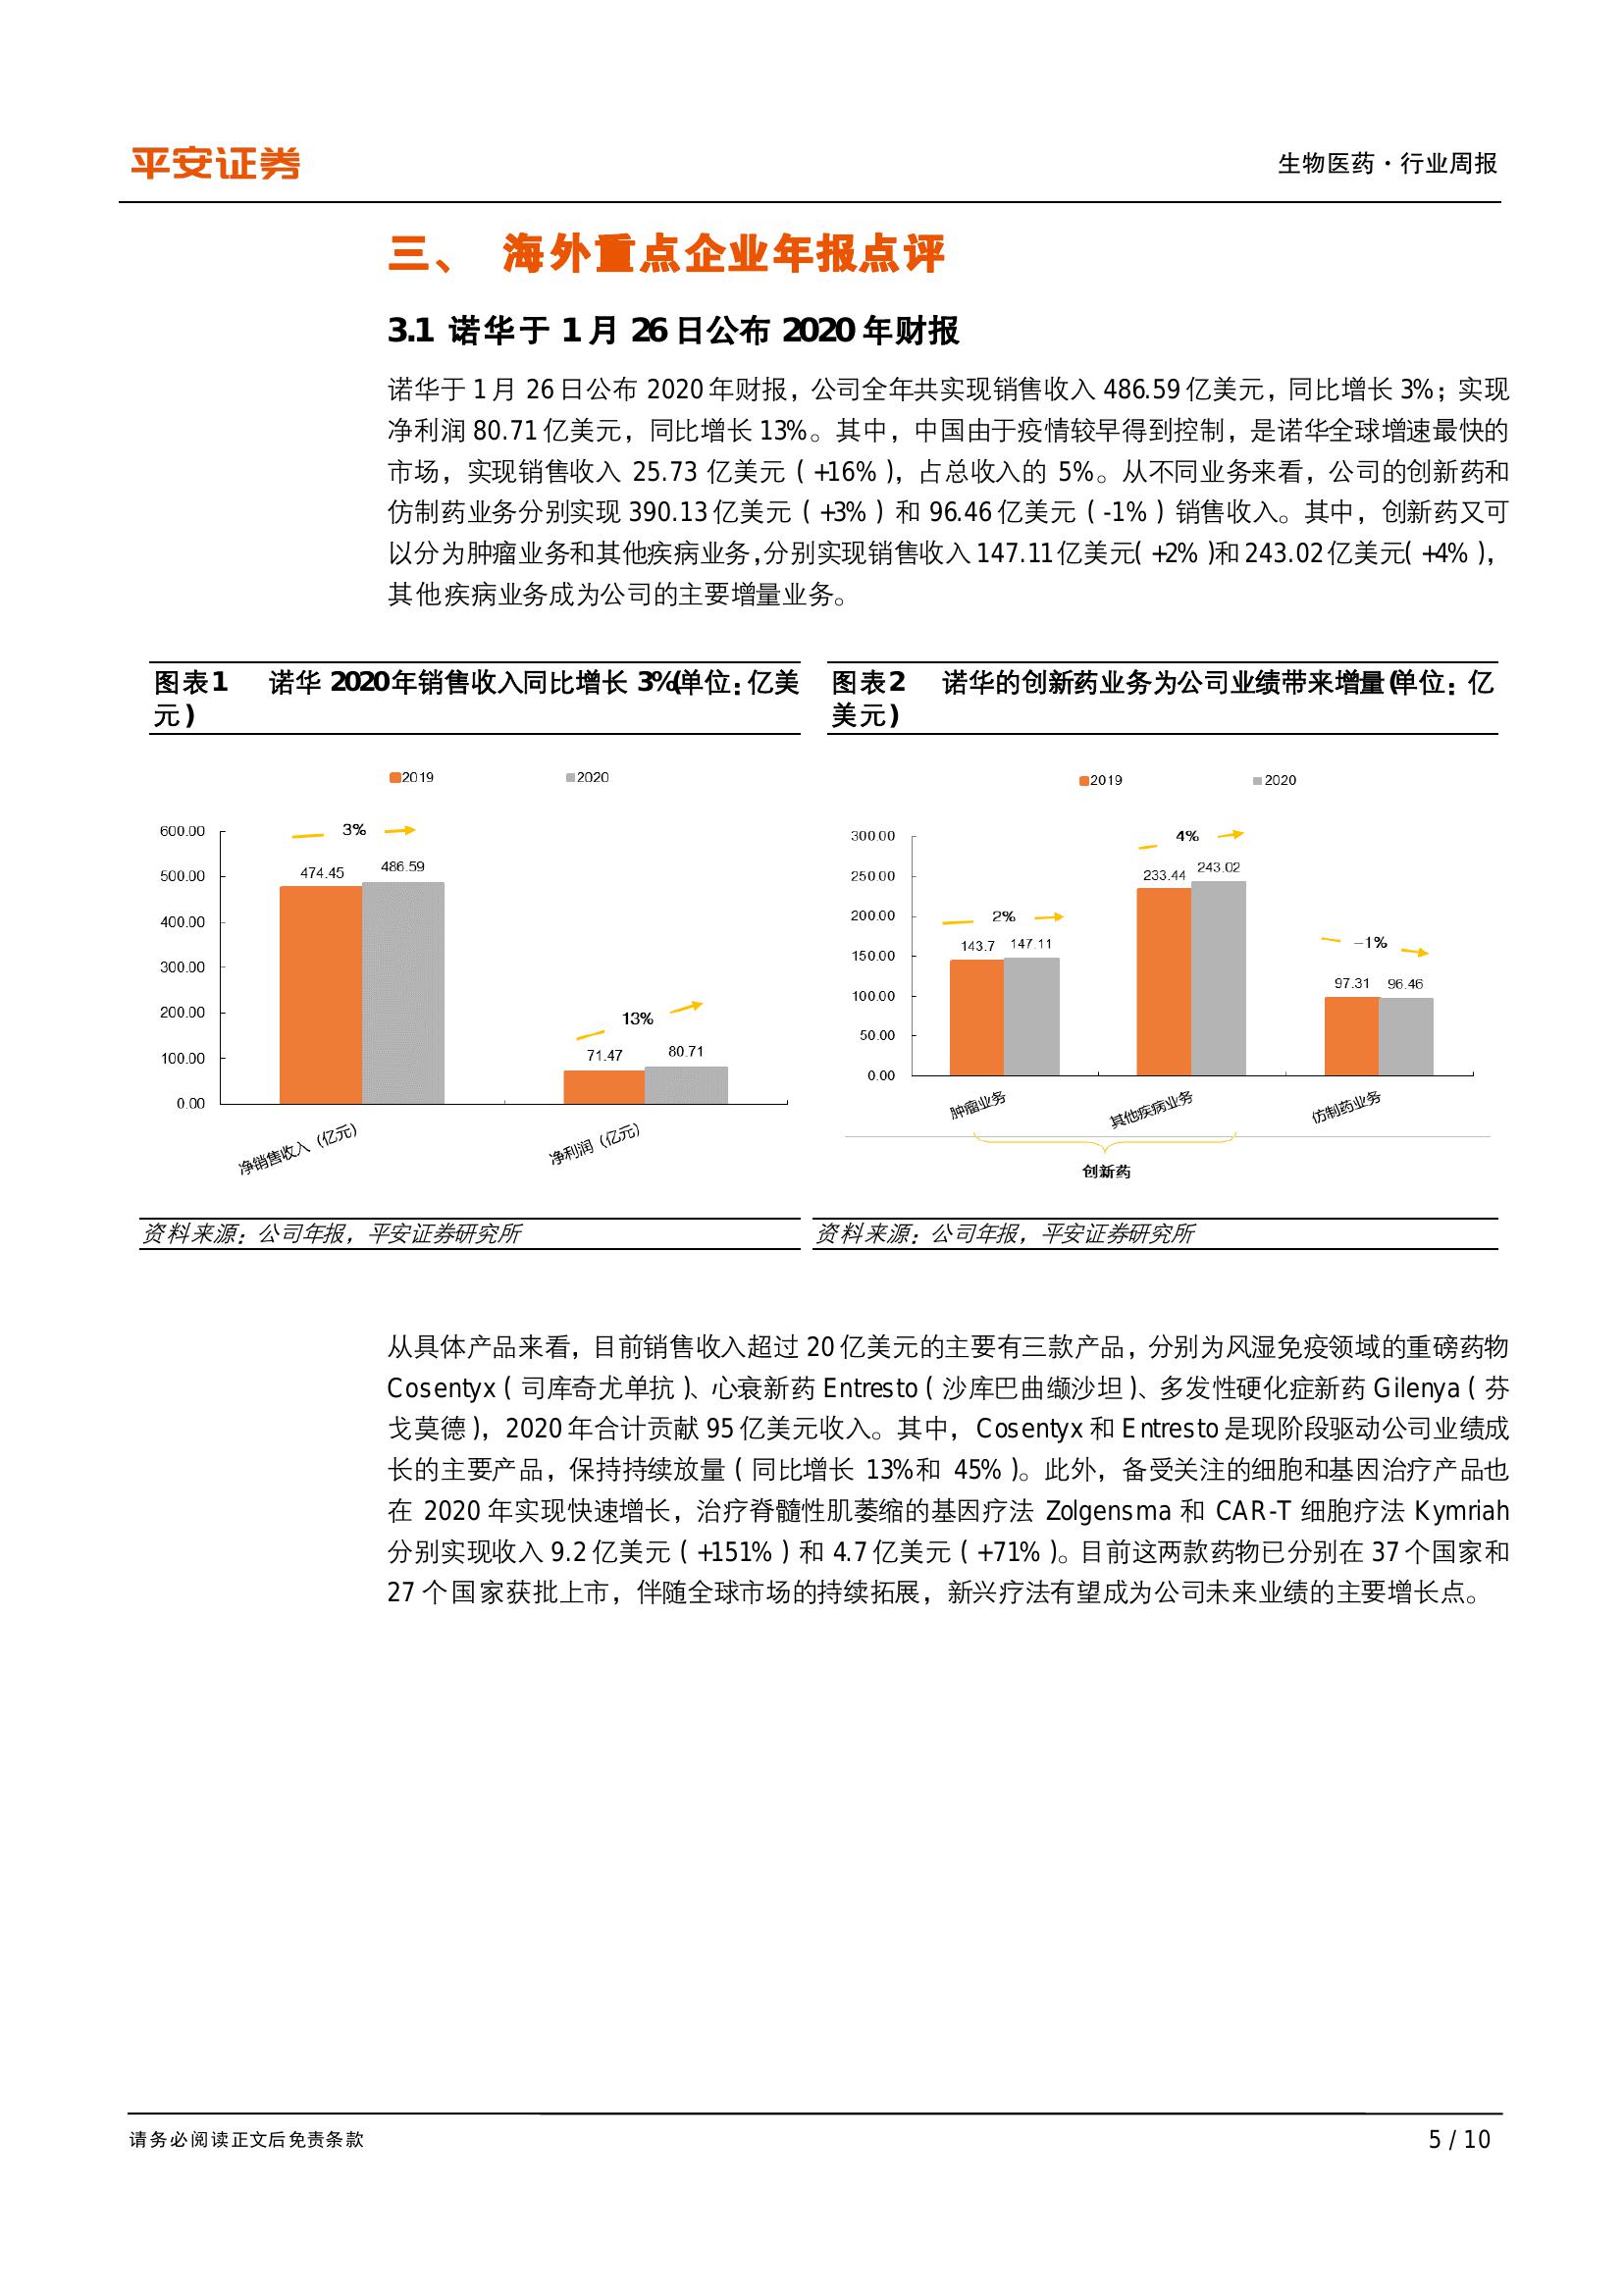 平安证券
生物医药·行业周报
三、 海外重点企业年报点评
3.1 诺华于 1 月 26 日公布 2020 年财报
诺华于 1 月 26 日公布 2020 年财报，公司全年共实现销售收入 486.59 亿美元，同比增长 3%；实现
净利润 80.71 亿美元，同比增长 13%。其中，中国由于疫情较早得到控制，是诺华全球增速最快的
市场，实现销售收入 25.73 亿美元（+16%），占总收入的 5%。从不同业务来看，公司的创新药和
仿制药业务分别实现 390.13 亿美元（+3%）和 96.46 亿美元（-1%）销售收入。其中，创新药又可
以分为肿瘤业务和其他疾病业务,分别实现销售收入 147.11 亿美元(+2%)和 243.02 亿美元(+4%)，
其他疾病业务成为公司的主要增量业务。
图表1 诺华 2020 年销售收入同比增长 3%(单位：亿美
元)
2019 2020
600.00
500.00
400.00
300.00
200.00
100.00
0.00
3%
474.45 486.59
13%
71.47 80.71
净销售收入（亿元） 净利润（亿元）
资料来源：公司年报，平安证券研究所
图表2 诺华的创新药业务为公司业绩带来增量(单位：亿
美元)
2019 2020
300.00
250.00
200.00
150.00
100.00
50.00
0.00
2%
143.7 147.11
4%
233.44 243.02
-1%
97.31 96.46
肿瘤业务 其他疾病业务 仿制药业务
创新药
资料来源：公司年报，平安证券研究所
从具体产品来看，目前销售收入超过 20 亿美元的主要有三款产品，分别为风湿免疫领域的重磅药物
Cosentyx（司库奇尤单抗）、心衰新药 Entresto（沙库巴曲缬沙坦）、多发性硬化症新药 Gilenya（芬
戈莫德），2020 年合计贡献 95 亿美元收入。其中，Cosentyx 和 Entresto 是现阶段驱动公司业绩成
长的主要产品，保持持续放量（同比增长 13%和 45%）。此外，备受关注的细胞和基因治疗产品也
在 2020 年实现快速增长，治疗脊髓性肌萎缩的基因疗法 Zolgensma 和 CAR-T 细胞疗法 Kymriah
分别实现收入 9.2 亿美元（+151%）和 4.7 亿美元（+71%）。目前这两款药物已分别在 37 个国家和
27 个国家获批上市，伴随全球市场的持续拓展，新兴疗法有望成为公司未来业绩的主要增长点。
请务必阅读正文后免责条款
5 / 10